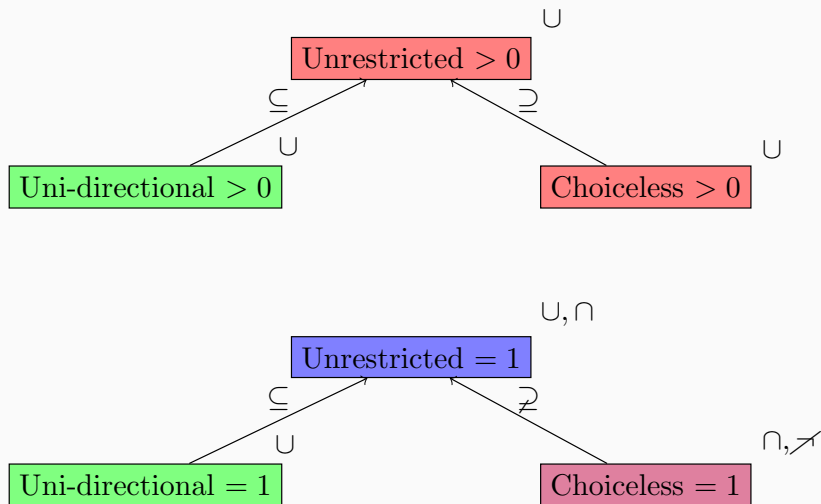 ∪
Unrestricted > 0
⊆ ⊇
∪ ∪
Uni-directional > 0 Choiceless > 0
∪, ∩
Unrestricted = 1
⊆ ⊉
∪ ∩, ¬̸
Uni-directional = 1 Choiceless = 1